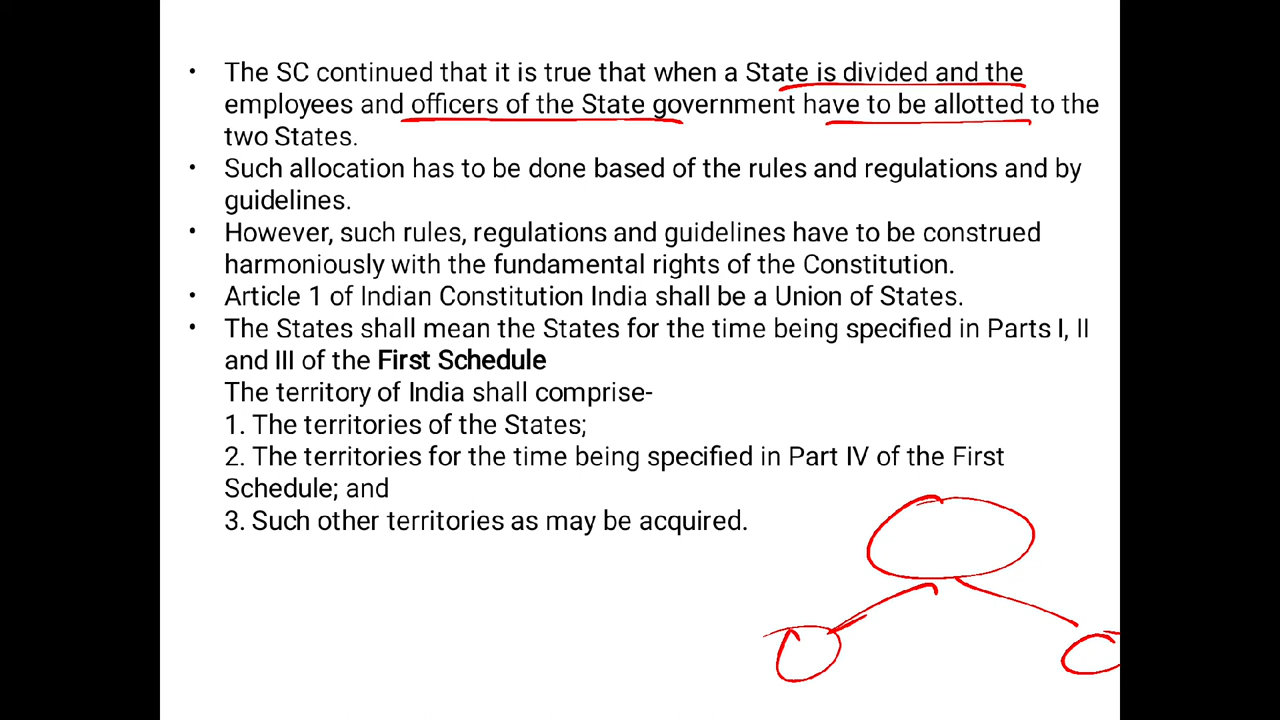 • The SC continued that it is true that when a State is divided and the
employees and officers of the State government have to be allotted to the
two States.
• Such allocation has to be done based of the rules and regulations and by
guidelines.
• However, such rules, regulations and guidelines have to be construed
harmoniously with the fundamental rights of the Constitution.
• Article 1 of Indian Constitution India shall be a Union of States.
• The States shall mean the States for the time being specified in Parts I, II
and III of the First Schedule
The territory of India shall comprise-
1. The territories of the States;
2. The territories for the time being specified in Part IV of the First
Schedule; and
3. Such other territories as may be acquired.